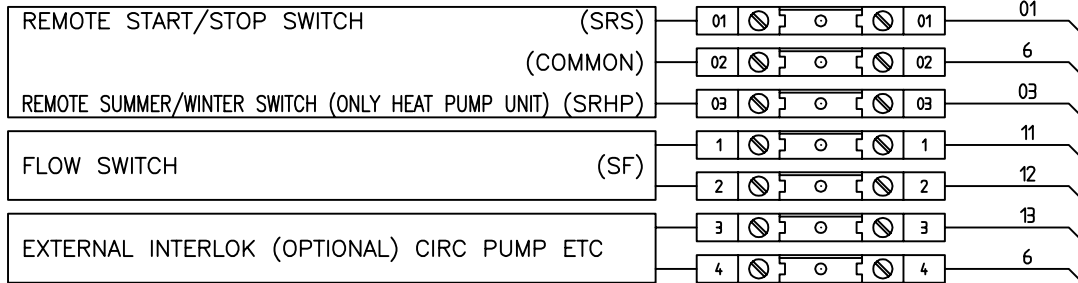 REMOTE START/STOP SWITCH (SRS) 01 01 01
(COMMON) 02 02 6
REMOTE SUMMER/WINTER SWITCH (ONLY HEAT PUMP UNIT) (SRHP) 03 03 03
1 1 11
FLOW SWITCH (SF)
2 2 12
3 3 13
EXTERNAL INTERLOK (OPTIONAL) CIRC PUMP ETC
4 4 6